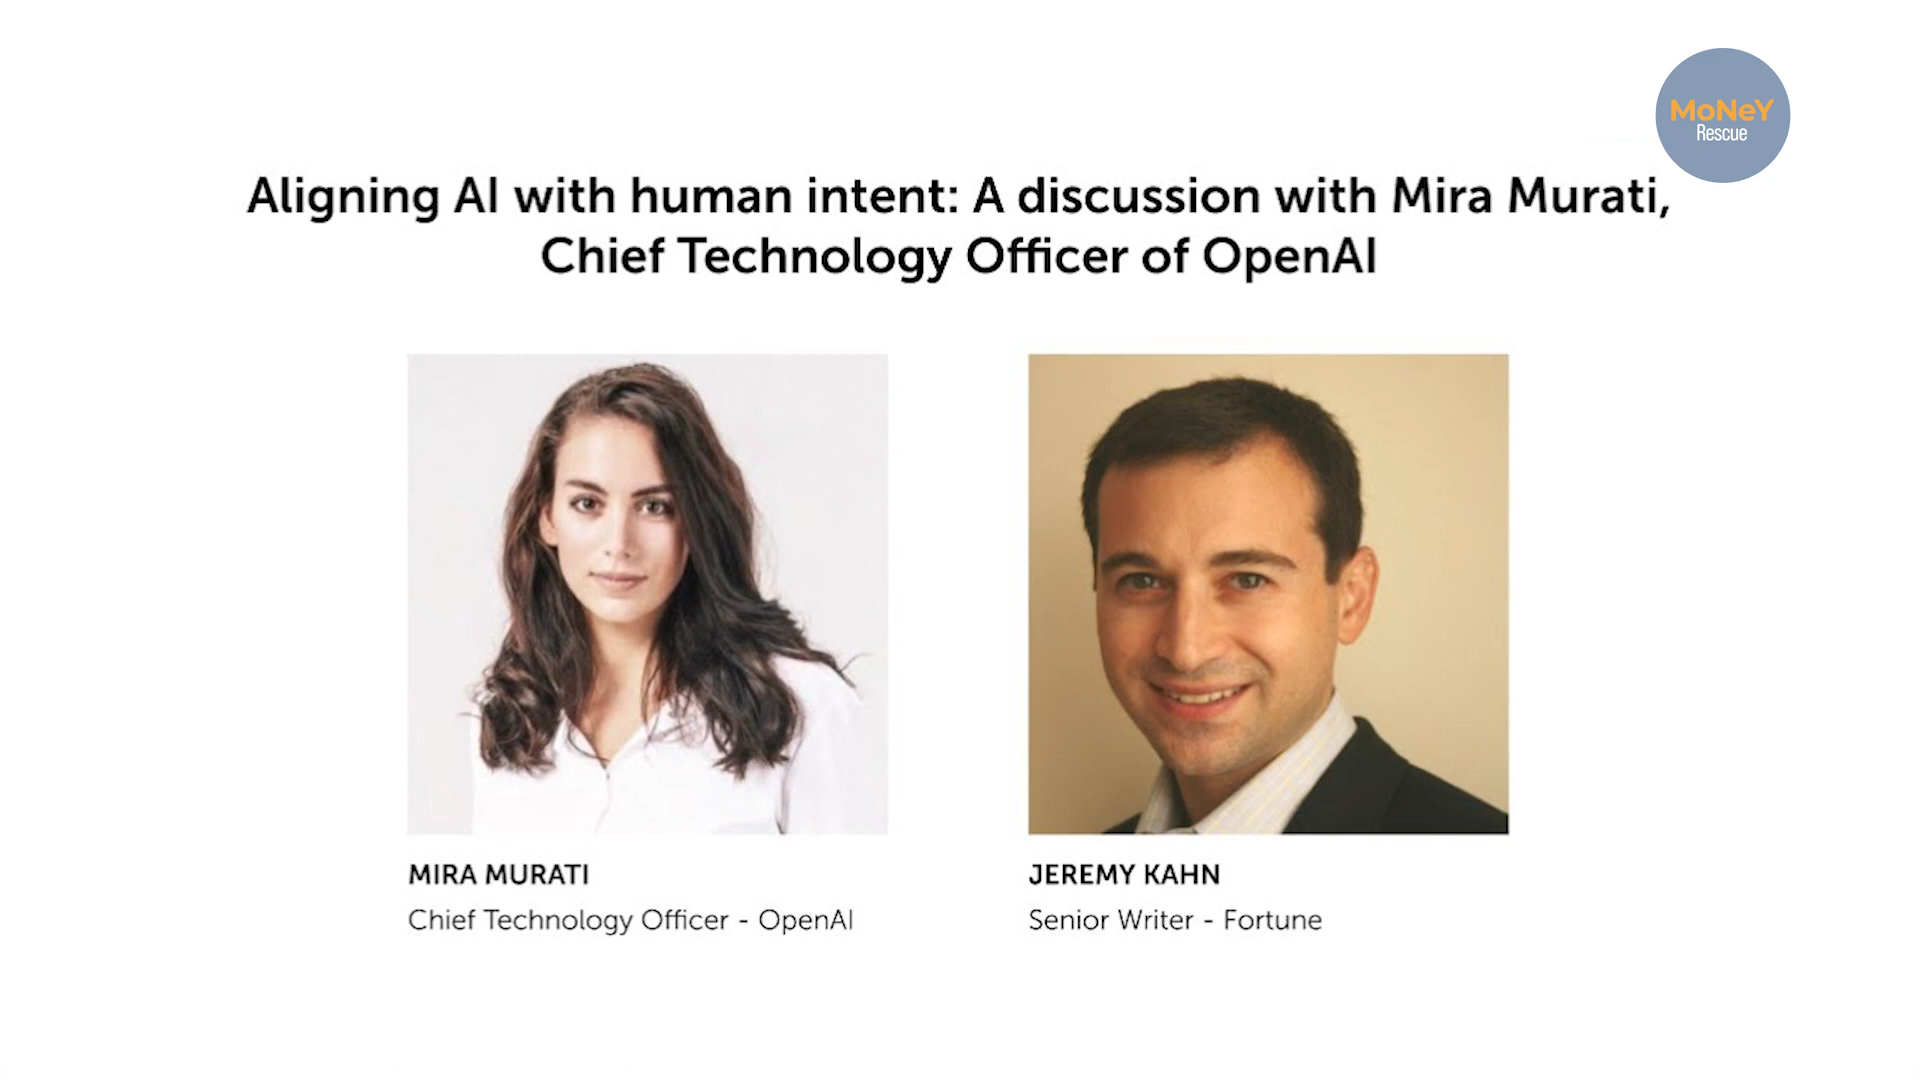 MoNeY
Rescue
Aligning AI with human intent: A discussion with Mira Murati,
Chief Technology Officer of OpenAI
MIRA MURATI
Chief Technology Officer - OpenAI
JEREMY KAHN
Senior Writer - Fortune